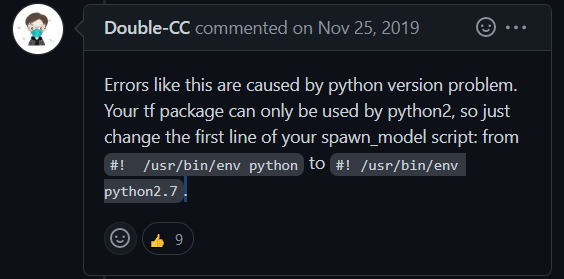 Double-CC commented on Nov 25, 2019
Errors like this are caused by python version problem.
Your tf package can only be used by python2, so just
change the first line of your spawn_model script: from
#!  /usr/bin/env python to #! /usr/bin/env
python2.7.
👍 9